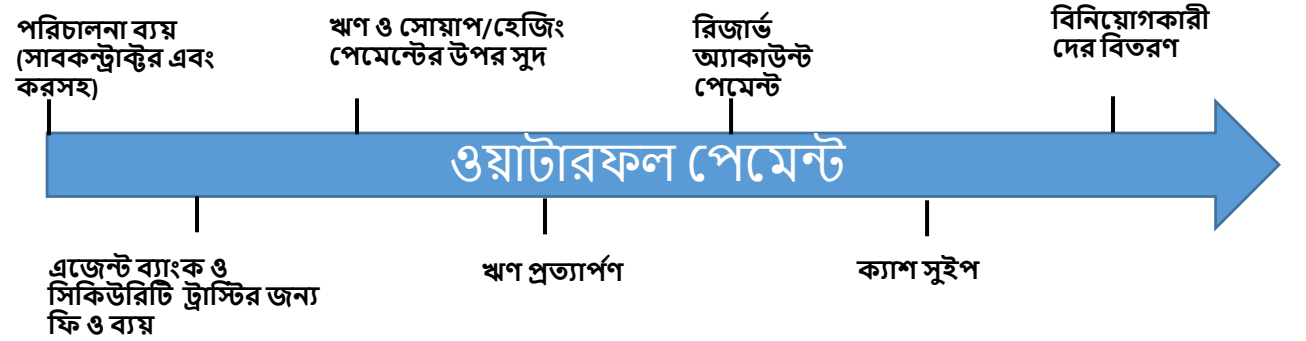 পরিচালনা ব্যয়
(সাবকন্ট্রাক্টর এবং
করসহ)
ঋণ ও সোয়াপ/হেজিং
পেমেন্টের উপর সুদ
রিজার্ভ
অ্যাকাউন্ট
পেমেন্ট
বিনিয়োগকারী
দের বিতরণ
ওয়াটারফল পেমেন্ট
এজেন্ট ব্যাংক ও
সিকিউরিটি ট্রাস্টির জন্য
ফি ও ব্যয়
ঋণ প্রত্যার্পণ
ক্যাশ সুইপ